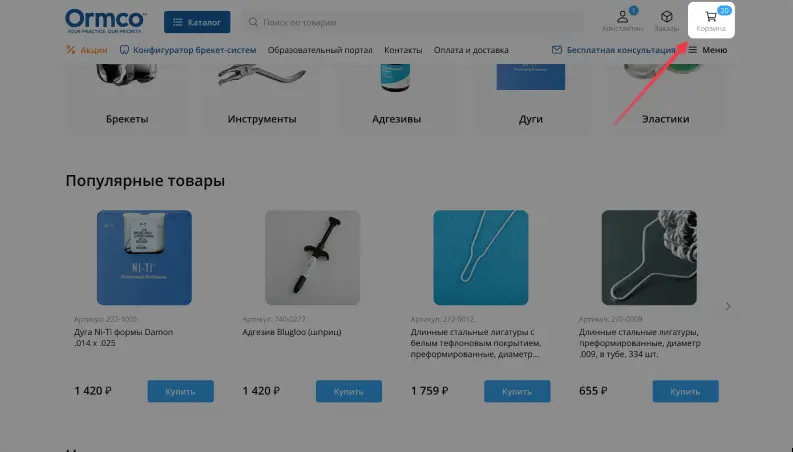 Ormco
YOUR PRACTICE. OUR PRIORITY.
Каталог
Поиск по товарам
1
Константин
Заказы
20
Корзина
Акции
Конфигуратор брекет-систем
Образовательный портал
Контакты
Оплата и доставка
Бесплатная консультация
Меню
Брекеты
Инструменты
Адгезивы
Дуги
Эластики
Популярные товары
NI-TI
Артикул: 227-1005
Дуга Ni-Ti формы Damon
.014 x .025
1 420 ₽
Купить
Артикул: 740-0272
Адгезив Blugloo (шприц)
1 420 ₽
Купить
Артикул: 272-0012
Длинные стальные лигатуры с
белым тефлоновым покрытием,
преформированные, диаметр...
1 759 ₽
Купить
Артикул: 270-0009
Длинные стальные лигатуры,
преформированные, диаметр
.009, в тубе, 334 шт.
655 ₽
Купить